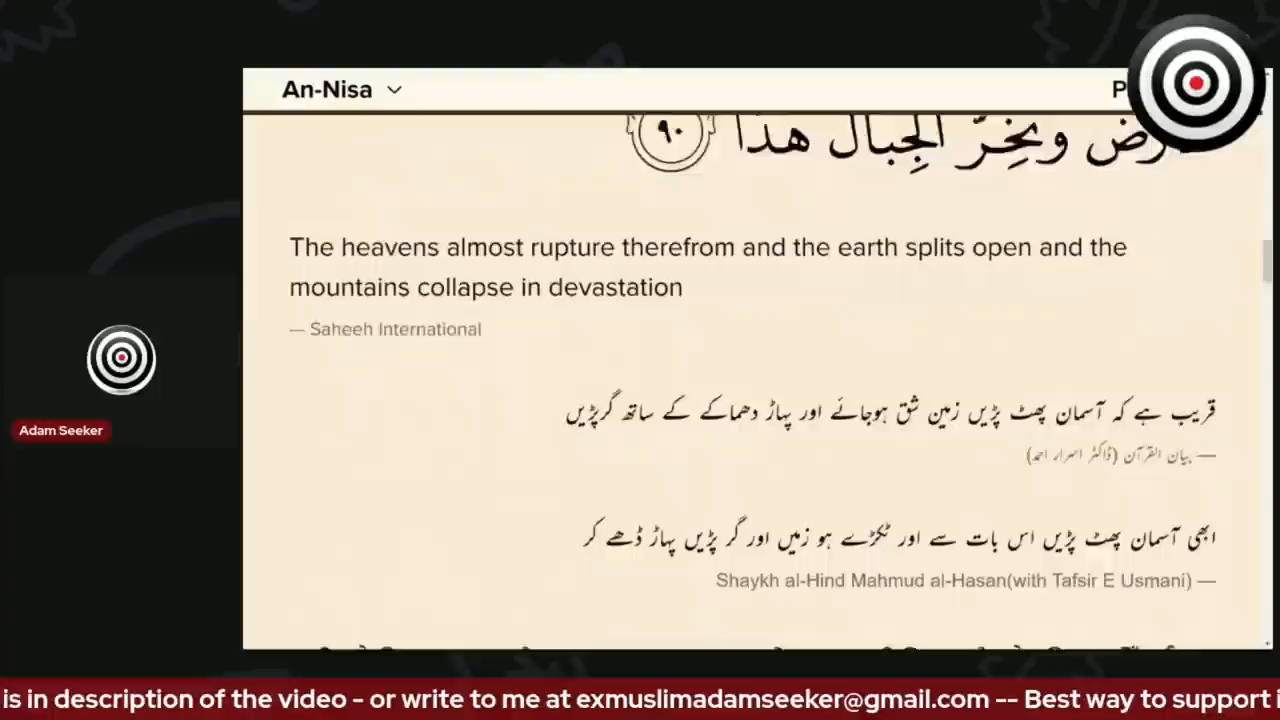 An-Nisa
P
وتخر الجبال هذا ٩٠
The heavens almost rupture therefrom and the earth splits open and the
mountains collapse in devastation
— Saheeh International
قریب ہے کہ آسمان پھٹ پڑیں زمین شق ہوجائے اور پہاڑ دھماکے کے ساتھ گرپڑیں
— بیان القرآن (ڈاکٹر اسرار احمد)
ابھی آسمان پھٹ پڑیں اس بات سے اور ٹکڑے ہو زمیں اور گر پڑیں پہاڑ ڈھے کر
Shaykh al-Hind Mahmud al-Hasan(with Tafsir E Usmani) —
Adam Seeker
is in description of the video - or write to me at exmuslimadamseeker@gmail.com -- Best way to support i